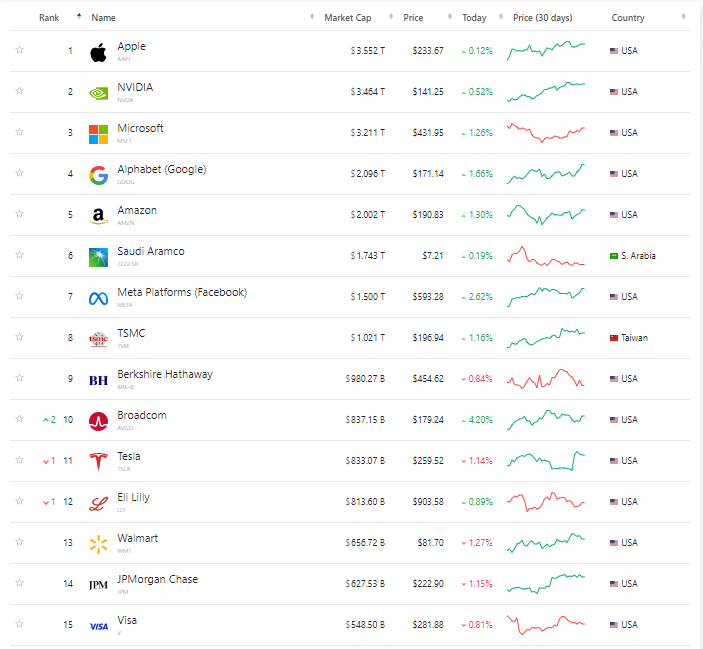 Rank Name Market Cap Price Today Price (30 days) Country
1 Apple $3.552 T $233.67 0.12% USA
AAPL
2 NVIDIA $3.464 T $141.25 0.52% USA
NVDA
3 Microsoft $3.211 T $431.95 1.26% USA
MSFT
4 Alphabet (Google) $2.096 T $171.14 1.66% USA
GOOG
5 Amazon $2.002 T $190.83 1.30% USA
AMZN
6 Saudi Aramco $1.743 T $7.21 0.19% S. Arabia
2222.SR
7 Meta Platforms (Facebook) $1.500 T $593.28 2.62% USA
META
8 tsmc TSMC $1.021 T $196.94 1.16% Taiwan
TSM
9 BH Berkshire Hathaway $980.27 B $454.62 0.84% USA
BRK-B
2 10 Broadcom $837.15 B $179.24 4.20% USA
AVGO
1 11 Tesla $833.07 B $259.52 1.14% USA
TSLA
1 12 Eli Lilly $813.60 B $903.58 0.89% USA
LLY
13 Walmart $656.72 B $81.70 1.27% USA
WMT
14 JPM JPMorgan Chase $627.53 B $222.90 1.15% USA
JPM
15 VISA Visa $548.50 B $281.88 0.81% USA
V